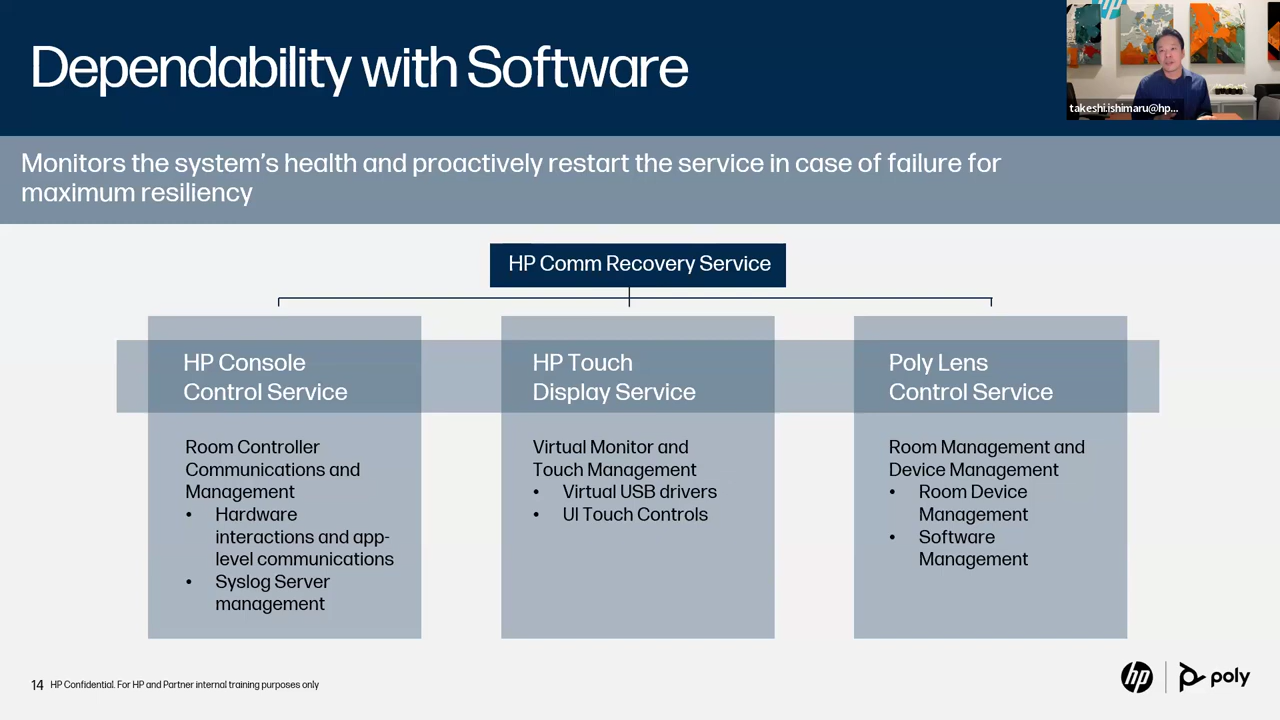 Dependability with Software
hp
takeshi.ishimaru@hp...
Monitors the system's health and proactively restart the service in case of failure for
maximum resiliency
HP Comm Recovery Service
HP Console
Control Service
Room Controller
Communications and
Management
• Hardware
interactions and app-
level communications
• Syslog Server
management
HP Touch
Display Service
Virtual Monitor and
Touch Management
• Virtual USB drivers
• UI Touch Controls
Poly Lens
Control Service
Room Management and
Device Management
• Room Device
Management
• Software
Management
14 HP Confidential. For HP and Partner internal training purposes only
hp poly